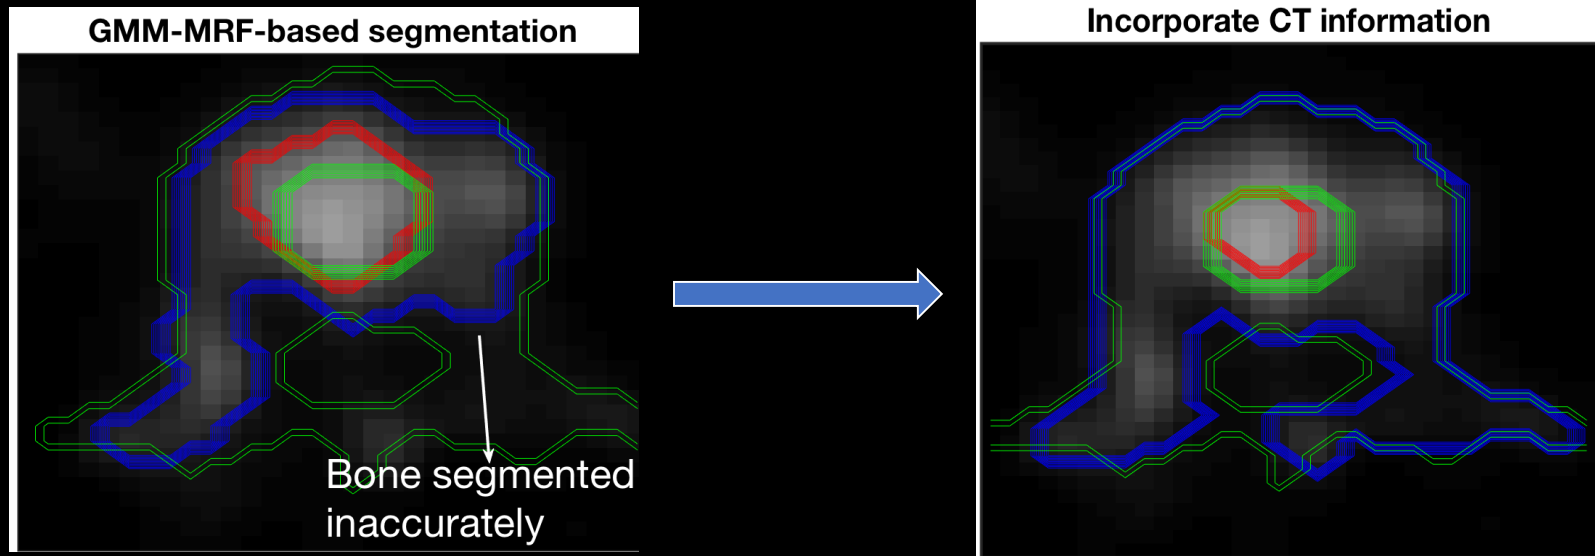 GMM-MRF-based segmentation
Incorporate CT information
Bone segmented
inaccurately